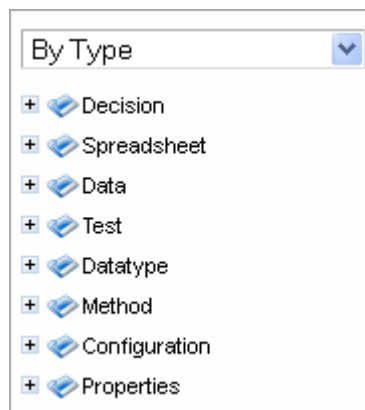 By Type
Decision
Spreadsheet
Data
Test
Datatype
Method
Configuration
Properties